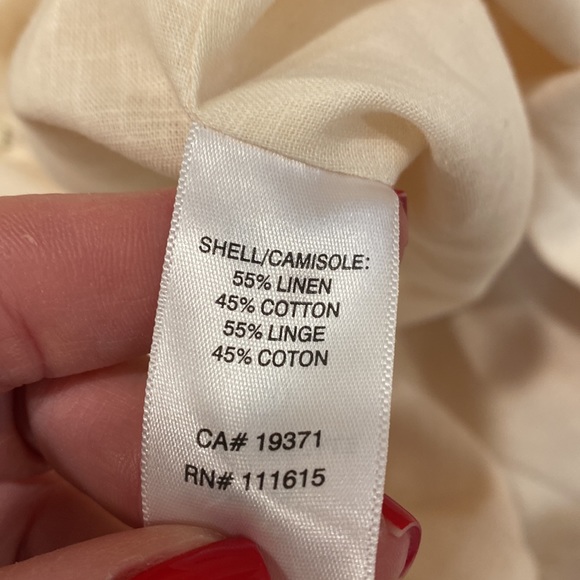 SHELL/CAMISOLE:
55% LINEN
45% COTTON
55% LINGE
45% COTON
CA# 19371
RN# 111615